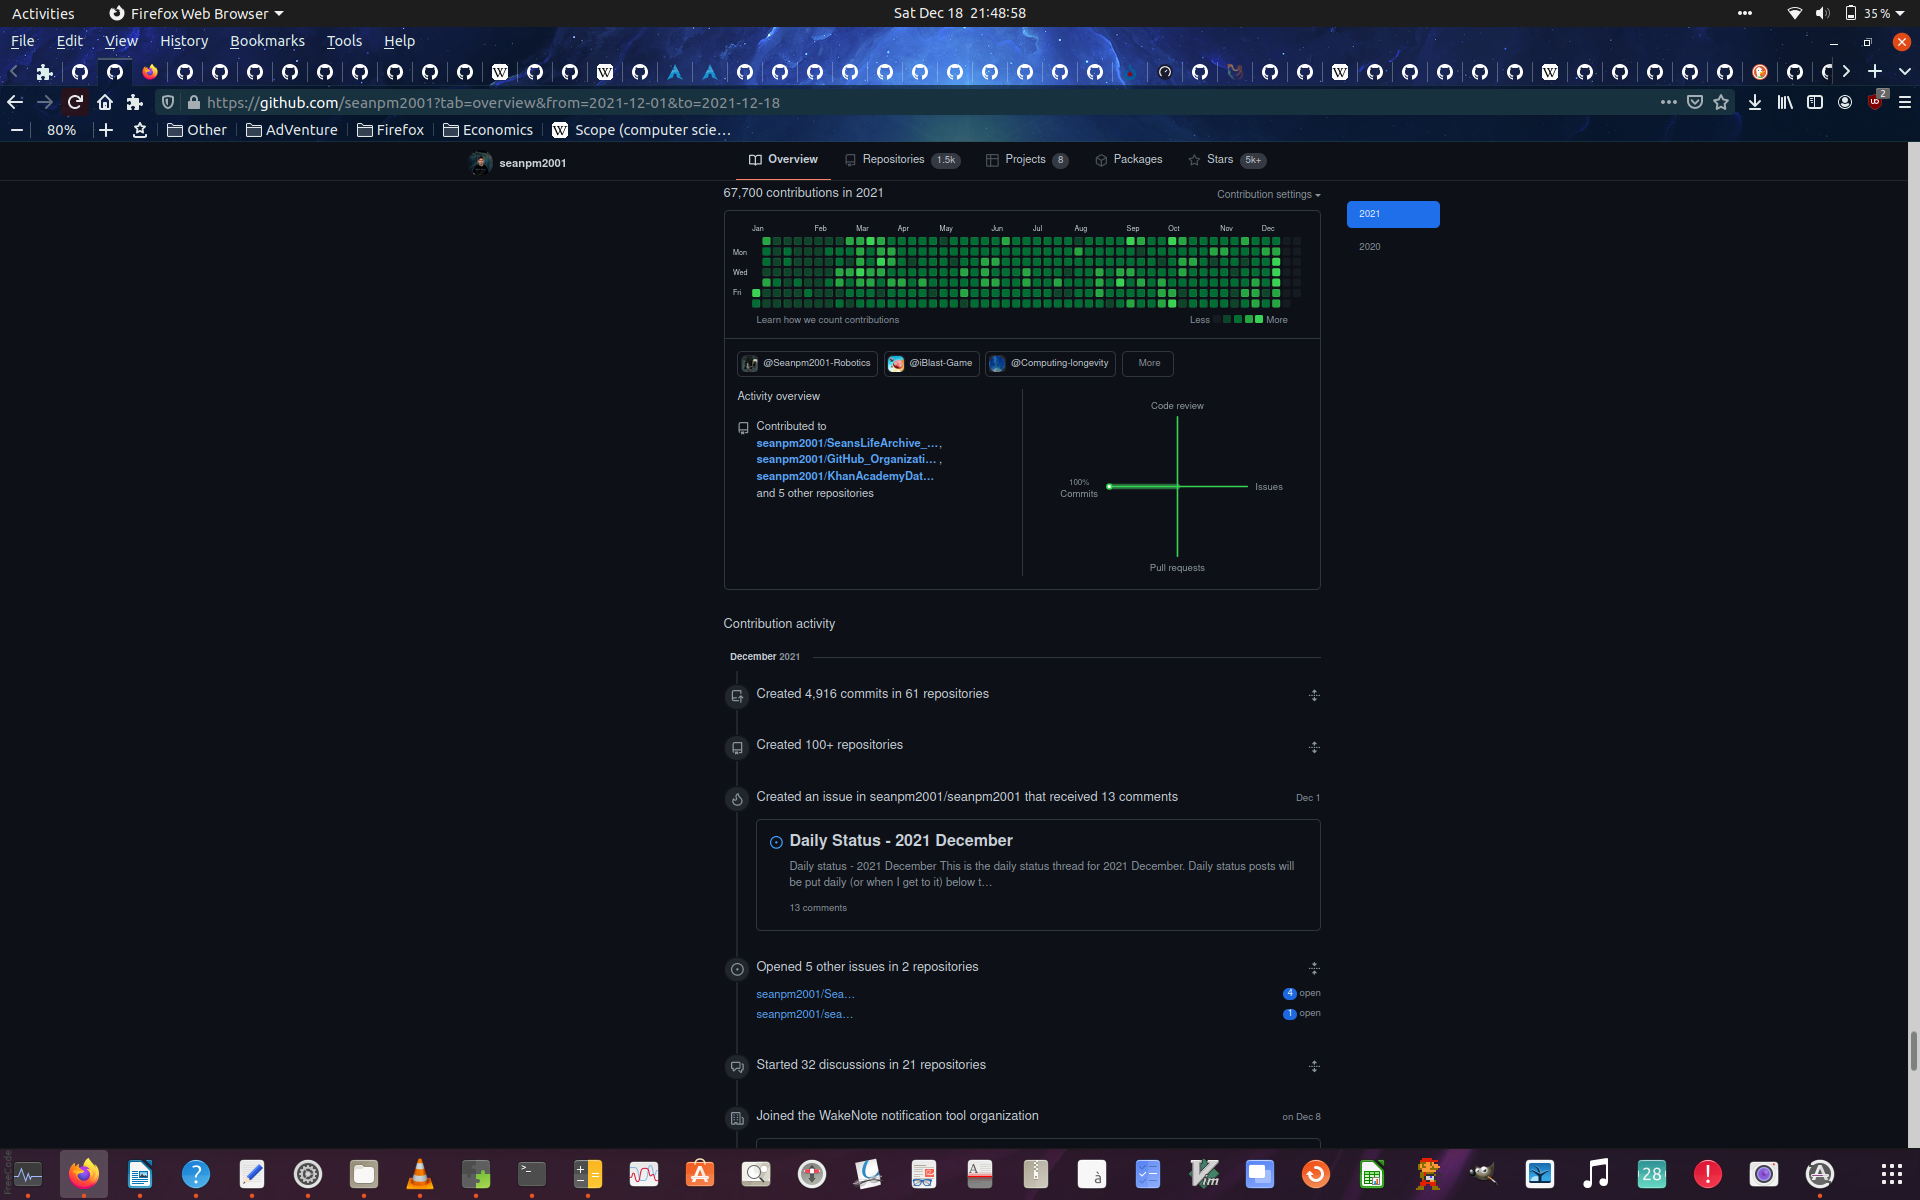 Activities
Firefox Web Browser
Sat Dec 18 21:48:58
35 %
File Edit View History Bookmarks Tools Help
https://github.com/seanpm2001?tab=overview&from=2021-12-01&to=2021-12-18
2
80%
Other
AdVenture
Firefox
Economics
Scope (computer scie…
seanpm2001
Overview
Repositories 1.5k
Projects 8
Packages
Stars 5k+
67,700 contributions in 2021
Contribution settings
2021
2020
Jan Feb Mar Apr May Jun Jul Aug Sep Oct Nov Dec
Mon
Wed
Fri
Learn how we count contributions
Less
More
@Seanpm2001-Robotics
@iBlast-Game
@Computing-longevity
More
Activity overview
Contributed to
seanpm2001/SeansLifeArchive_…,
seanpm2001/GitHub_Organizati… ,
seanpm2001/KhanAcademyDat…
and 5 other repositories
Code review
100%
Commits
Issues
Pull requests
Contribution activity
December 2021
Created 4,916 commits in 61 repositories
Created 100+ repositories
Created an issue in seanpm2001/seanpm2001 that received 13 comments
Dec 1
Daily Status - 2021 December
Daily status - 2021 December This is the daily status thread for 2021 December. Daily status posts will
be put daily (or when I get to it) below t…
13 comments
Opened 5 other issues in 2 repositories
seanpm2001/Sea…
4 open
seanpm2001/sea…
1 open
Started 32 discussions in 21 repositories
Joined the WakeNote notification tool organization
on Dec 8
FreeCode
28